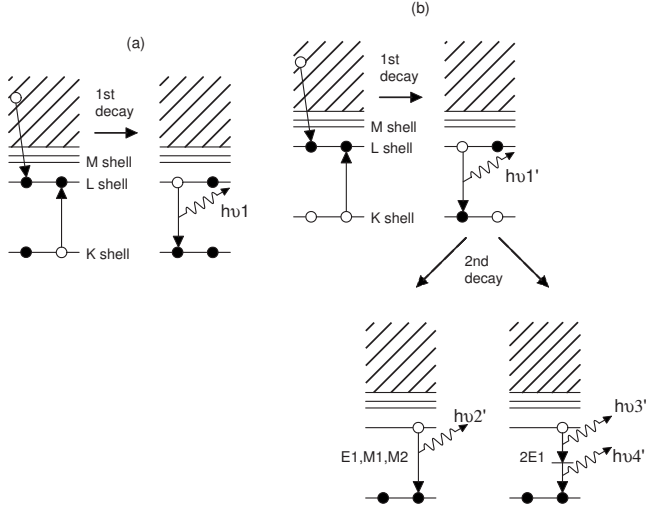 (a)
1st
decay
M shell
L shell
hυ1
K shell
(b)
1st
decay
M shell
L shell
hυ1'
K shell
2nd
decay
hυ2'
E1,M1,M2
hυ3'
2E1
hυ4'